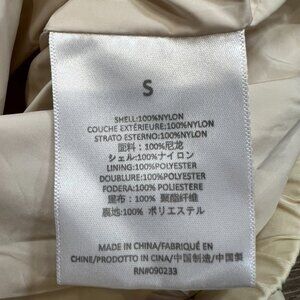 S
SHELL:100%NYLON
COUCHE EXTÉRIEURE:100%NYLON
STRATO ESTERNO:100%NYLON
面料：100%尼龙
シェル:100%ナイロン
LINING:100%POLYESTER
DOUBLURE:100%POLYESTER
FODERA:100%POLIESTERE
里布：100%聚酯纤维
裏地:100% ポリエステル
MADE IN CHINA/FABRIQUÉ EN
CHINE/PRODOTTO IN CINA/中国制造/中国製
RN#090233